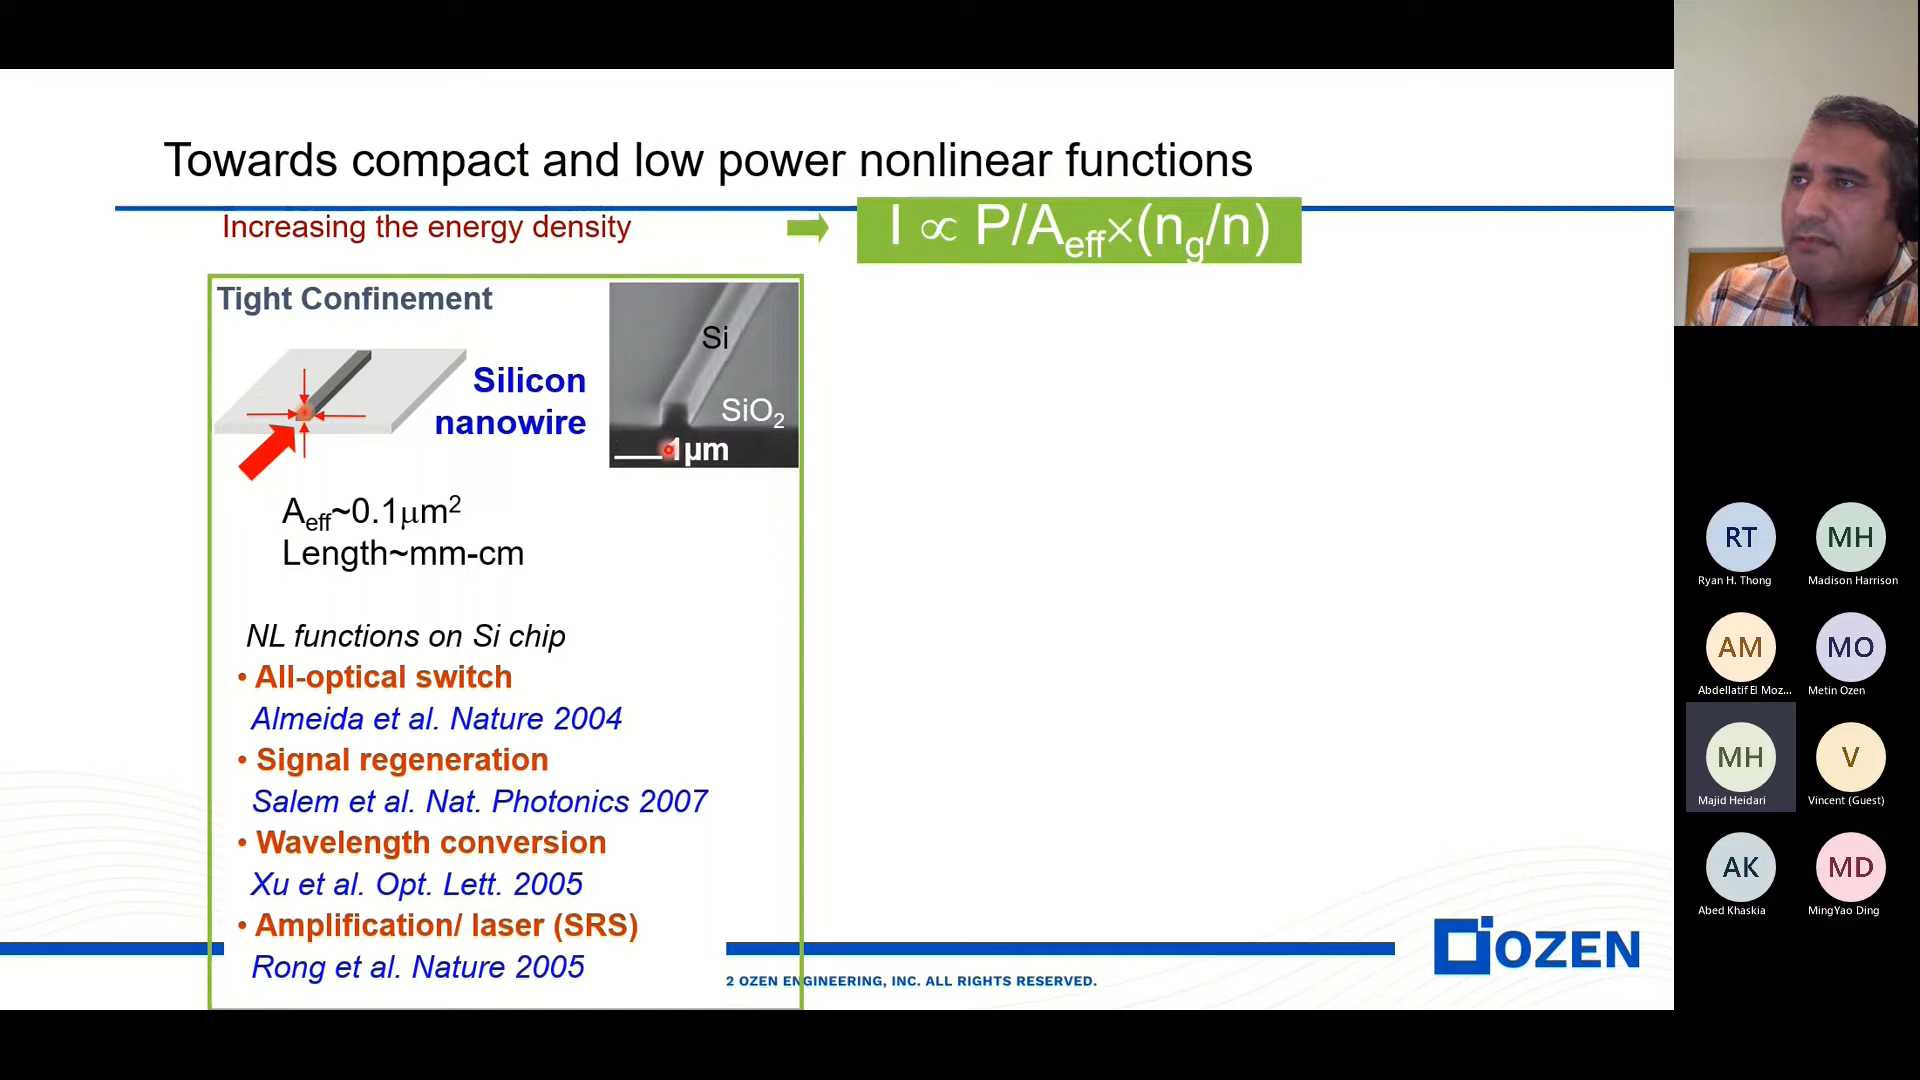 Towards compact and low power nonlinear functions
Increasing the energy density
I ∝ P/Aeff×(ng/n)
Tight Confinement
Silicon
nanowire
Si
SiO2
1μm
Aeff~0.1μm2
Length~mm-cm
NL functions on Si chip
• All-optical switch
Almeida et al. Nature 2004
• Signal regeneration
Salem et al. Nat. Photonics 2007
• Wavelength conversion
Xu et al. Opt. Lett. 2005
• Amplification/ laser (SRS)
Rong et al. Nature 2005
2 OZEN ENGINEERING, INC. ALL RIGHTS RESERVED.
OZEN
RT
Ryan H. Thong
MH
Madison Harrison
AM
Abdellatif El Moz...
MO
Metin Ozen
MH
Majid Heidari
V
Vincent (Guest)
AK
Abed Khaskia
MD
MingYao Ding